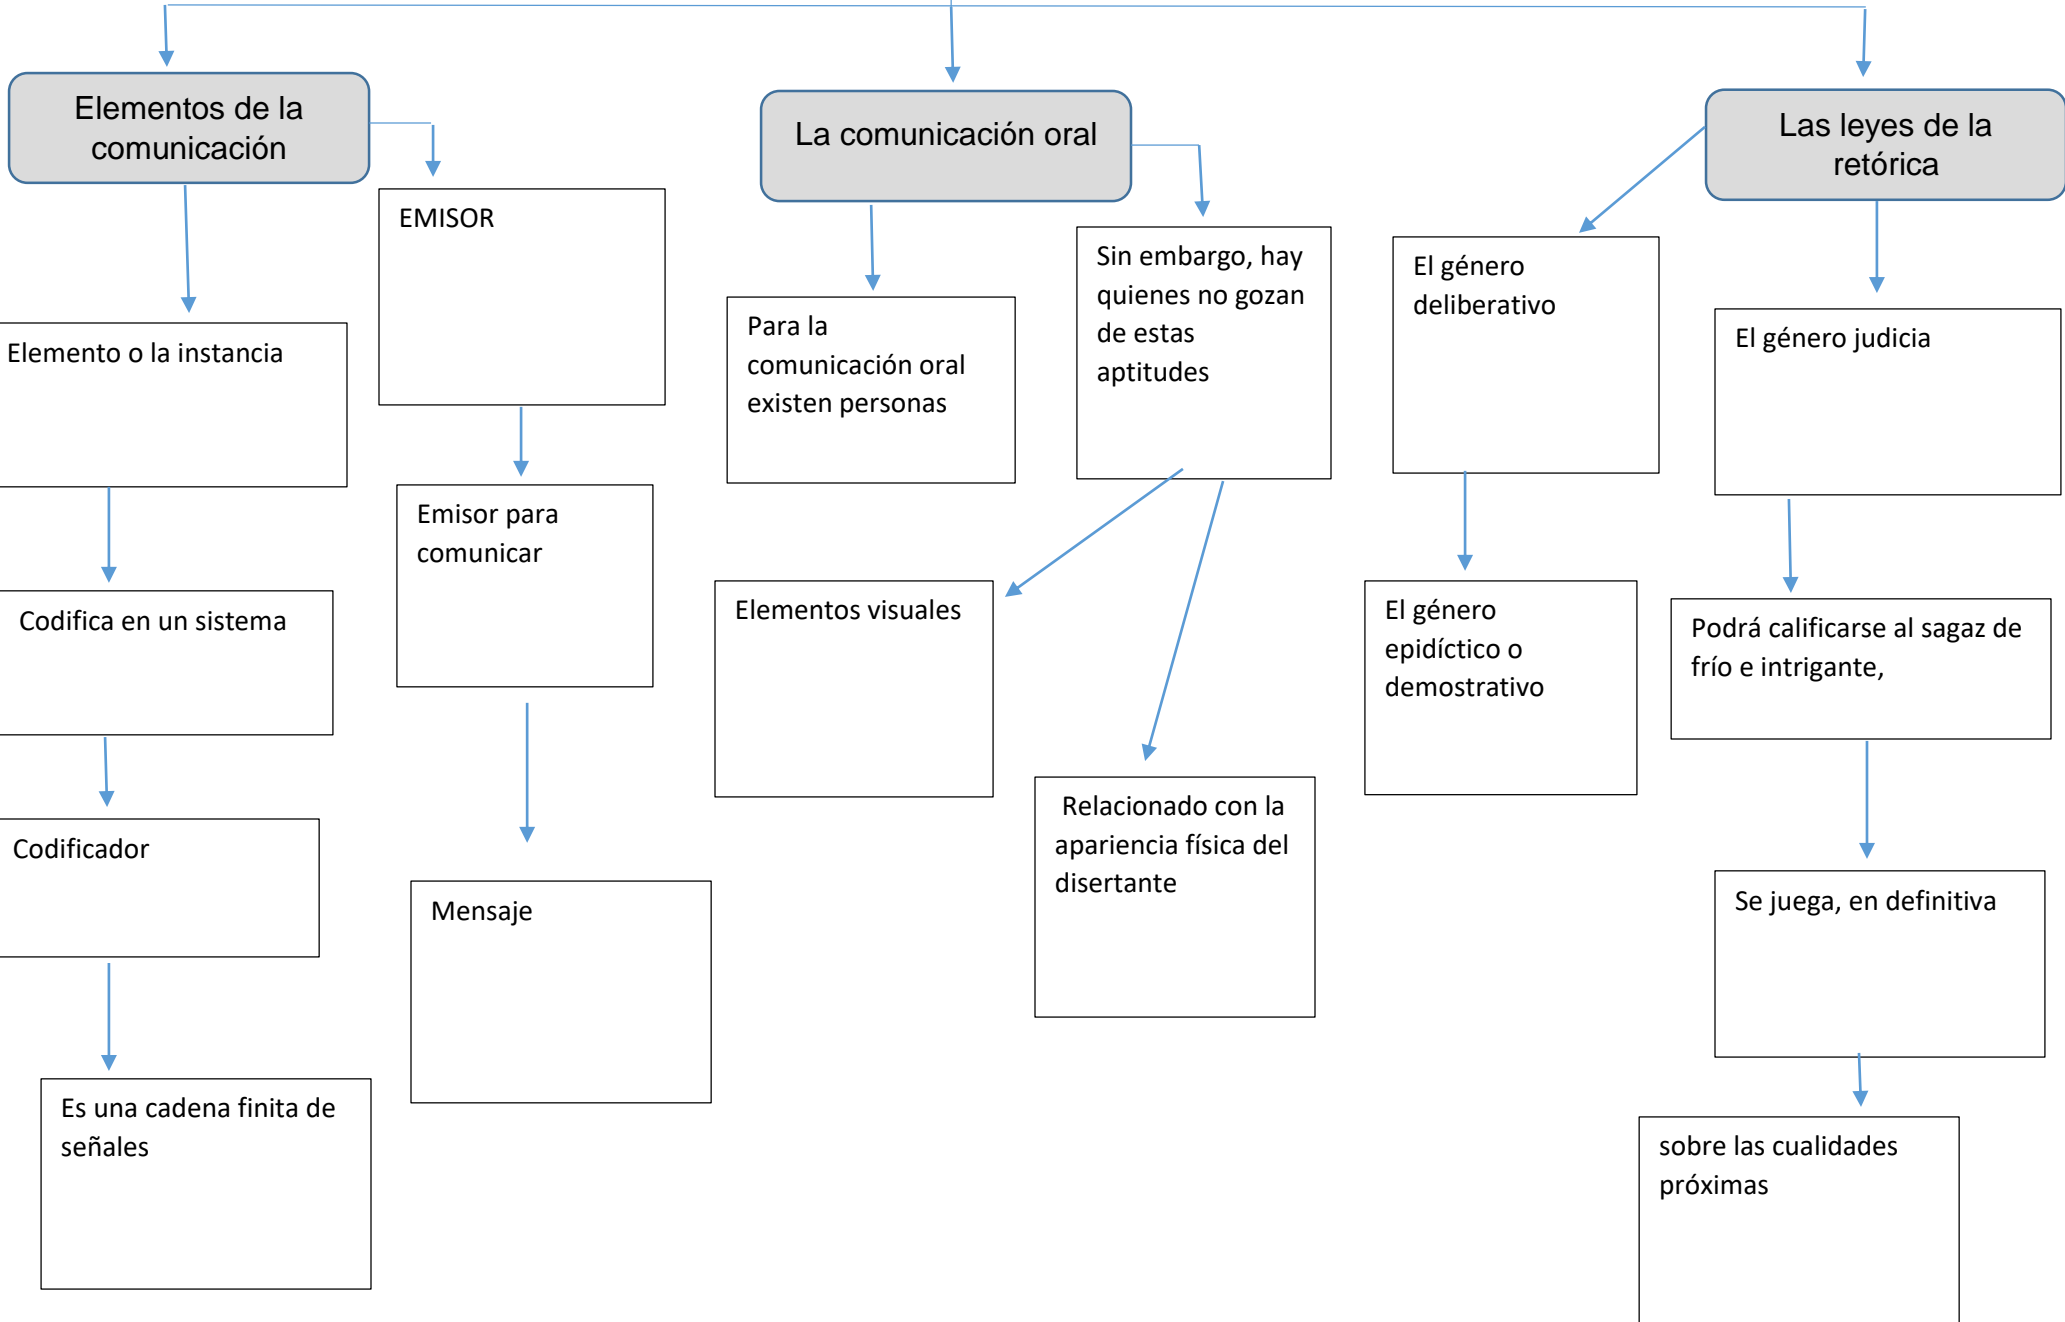 Elementos de la
comunicación
La comunicación oral
Las leyes de la
retórica
EMISOR
Elemento o la instancia
Emisor para
comunicar
Codifica en un sistema
Codificador
Mensaje
Es una cadena finita de
señales
Para la
comunicación oral
existen personas
Sin embargo, hay
quienes no gozan
de estas
aptitudes
Elementos visuales
Relacionado con la
apariencia física del
disertante
El género
deliberativo
El género judicia
El género
epidíctico o
demostrativo
Podrá calificarse al sagaz de
frío e intrigante,
Se juega, en definitiva
sobre las cualidades
próximas